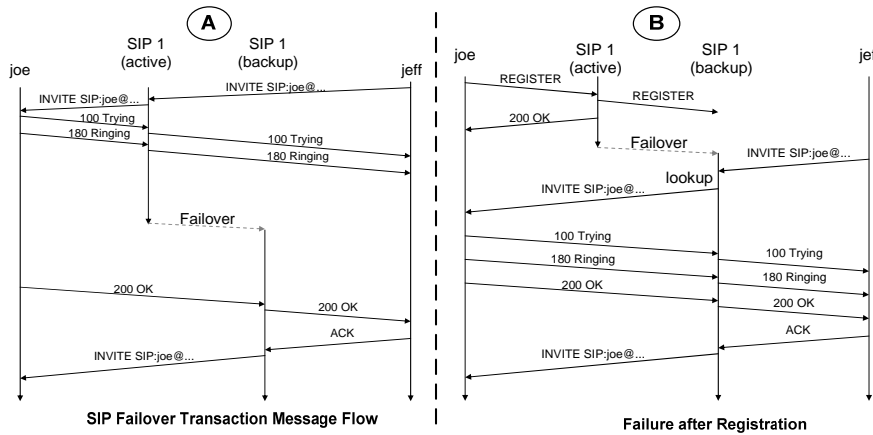 A
SIP 1
(active)
SIP 1
(backup)
joe
jeff
INVITE SIP:joe@...
INVITE SIP:joe@...
100 Trying
180 Ringing
100 Trying
180 Ringing
Failover
200 OK
200 OK
ACK
INVITE SIP:joe@...
SIP Failover Transaction Message Flow
B
SIP 1
(active)
SIP 1
(backup)
joe
jef
REGISTER
REGISTER
200 OK
Failover
INVITE SIP:joe@...
lookup
INVITE SIP:joe@...
100 Trying
100 Trying
180 Ringing
180 Ringing
200 OK
200 OK
ACK
INVITE SIP:joe@...
Failure after Registration